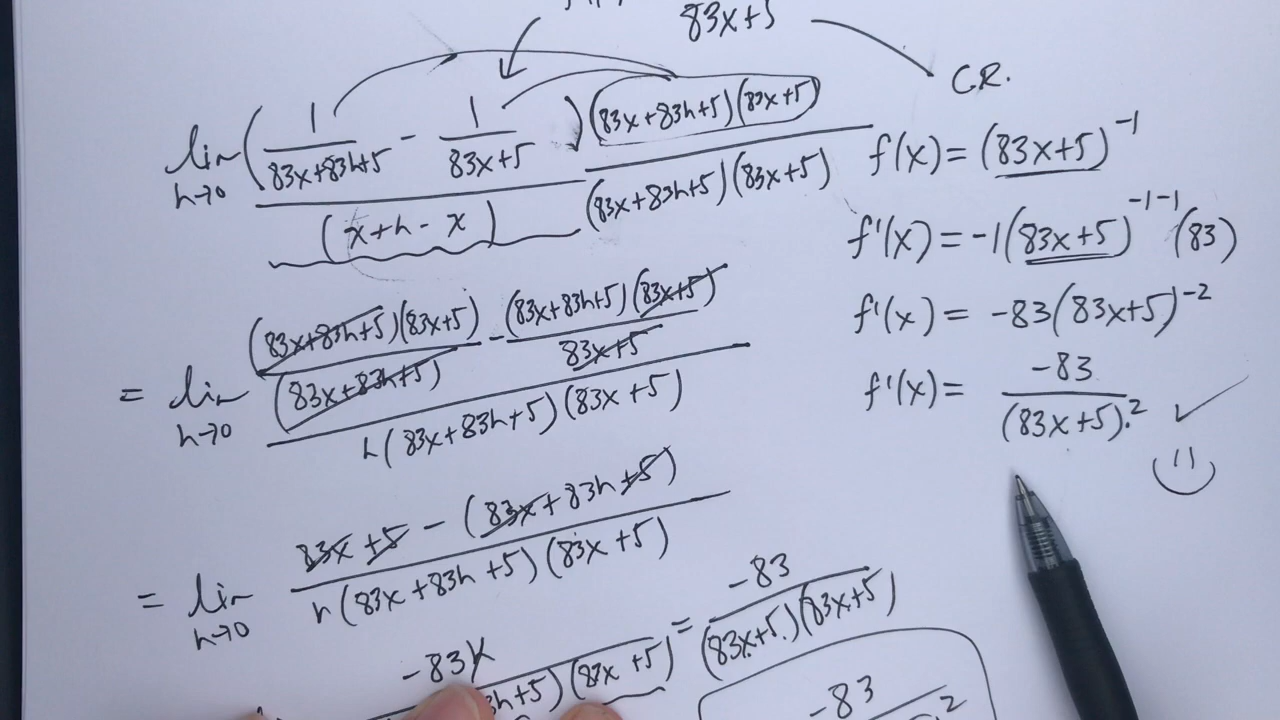 83x+5
C.R.
lim h→0 (1/(83x+83h+5) - 1/(83x+5)) (83x+83h+5)(83x+5)
(x+h-x) (83x+83h+5)(83x+5)
= lim h→0 (83x+83h+5)(83x+5)/(83x+83h+5) - (83x+83h+5)(83x+5)/(83x+5)
h(83x+83h+5)(83x+5)
= lim h→0 83x+5-(83x+83h+5)
h(83x+83h+5)(83x+5)
-83h
h+5)(83x+5)
= -83/(83x+5)(83x+5)
-83
2
f(x)=(83x+5)^-1
f'(x)=-1(83x+5)^-1-1 (83)
f'(x)=-83(83x+5)^-2
f'(x)=-83/(83x+5)^2 ✓